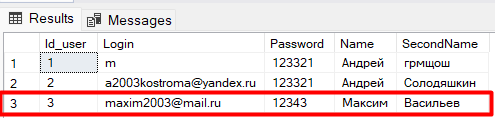 Results Messages
Id_user Login Password Name SecondName
1 1 m 123321 Андрей грмщош
2 2 a2003kostroma@yandex.ru 123321 Андрей Солодяшкин
3 3 maxim2003@mail.ru 12343 Максим Васильев